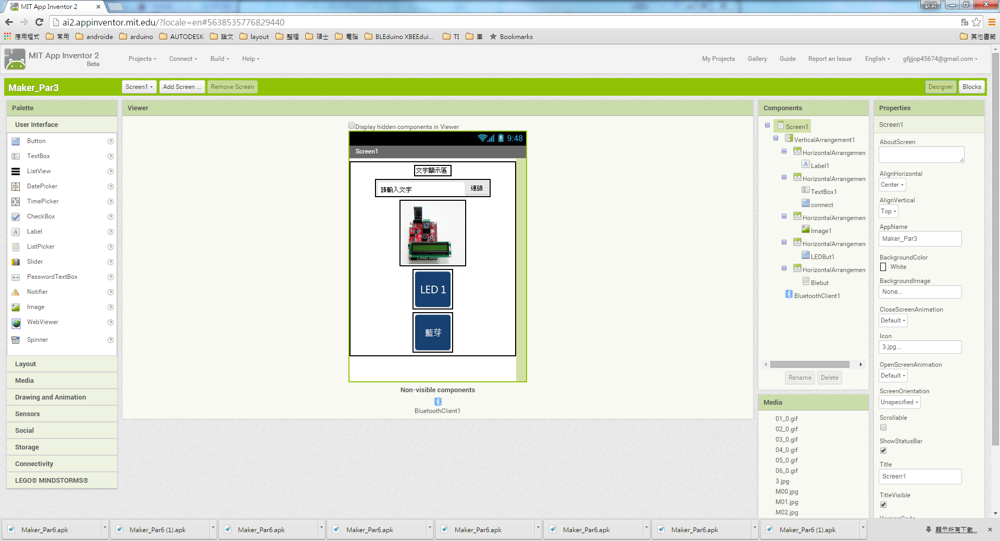 MIT App Inventor 2
欽昇
ai2.appinventor.mit.edu/?locale=en#5638535776829440
應用程式 常用 androide arduino AUTODESK 論文 layout 整理 碩士 電腦 BLEduino XBEEdui... TI 車 Bookmarks 其他書籤
MIT App Inventor 2
Beta
Projects Connect Build Help My Projects Gallery Guide Report an Issue English gfjjjop45674@gmail.com
Maker_Par3 Screen1 Add Screen ... Remove Screen Designer Blocks
Palette
User Interface
Button ?
TextBox ?
ListView ?
DatePicker ?
TimePicker ?
CheckBox ?
Label ?
ListPicker ?
Slider ?
PasswordTextBox ?
Notifier ?
Image ?
WebViewer ?
Spinner ?
Layout
Media
Drawing and Animation
Sensors
Social
Storage
Connectivity
LEGO® MINDSTORMS®
Viewer
Display hidden components in Viewer
9:48
Screen1
文字顯示區
請輸入文字 連線
LED 1
藍芽
Non-visible components
BluetoothClient1
Components
Screen1
VerticalArrangement1
HorizontalArrangemen
Label1
HorizontalArrangemen
TextBox1
connect
HorizontalArrangemen
Image1
HorizontalArrangemen
LEDBut1
HorizontalArrangemen
Blebut
BluetoothClient1
Rename Delete
Media
01_0.gif
02_0.gif
03_0.gif
04_0.gif
05_0.gif
06_0.gif
3.jpg
M00.jpg
M01.jpg
M02.jpg
Properties
Screen1
AboutScreen
AlignHorizontal
Center
AlignVertical
Top
AppName
Maker_Par3
BackgroundColor
White
BackgroundImage
None...
CloseScreenAnimation
Default
Icon
3.jpg...
OpenScreenAnimation
Default
ScreenOrientation
Unspecified
Scrollable
ShowStatusBar
Title
Screen1
TitleVisible
Maker_Par6.apk Maker_Par6 (1).apk Maker_Par6.apk Maker_Par6.apk Maker_Par6.apk Maker_Par6.apk Maker_Par6.apk Maker_Par6 (1).apk 顯示所有下載...